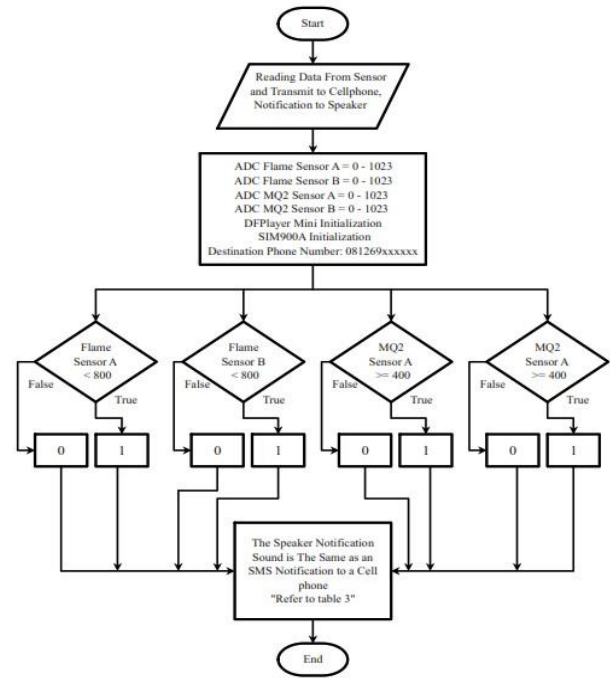 Start
Reading Data From Sensor
and Transmit to Cellphone,
Notification to Speaker
ADC Flame Sensor A = 0 - 1023
ADC Flame Sensor B = 0 - 1023
ADC MQ2 Sensor A = 0 - 1023
ADC MQ2 Sensor B = 0 - 1023
DFPlayer Mini Initialization
SIM900A Initialization
Destination Phone Number: 081269xxxxxx
Flame
Sensor A
< 800
False
True
0
1
Flame
Sensor B
< 800
False
True
0
1
MQ2
Sensor A
>= 400
False
True
0
1
MQ2
Sensor A
>= 400
False
True
0
1
The Speaker Notification
Sound is The Same as an
SMS Notification to a Cell
phone
"Refer to table 3"
End